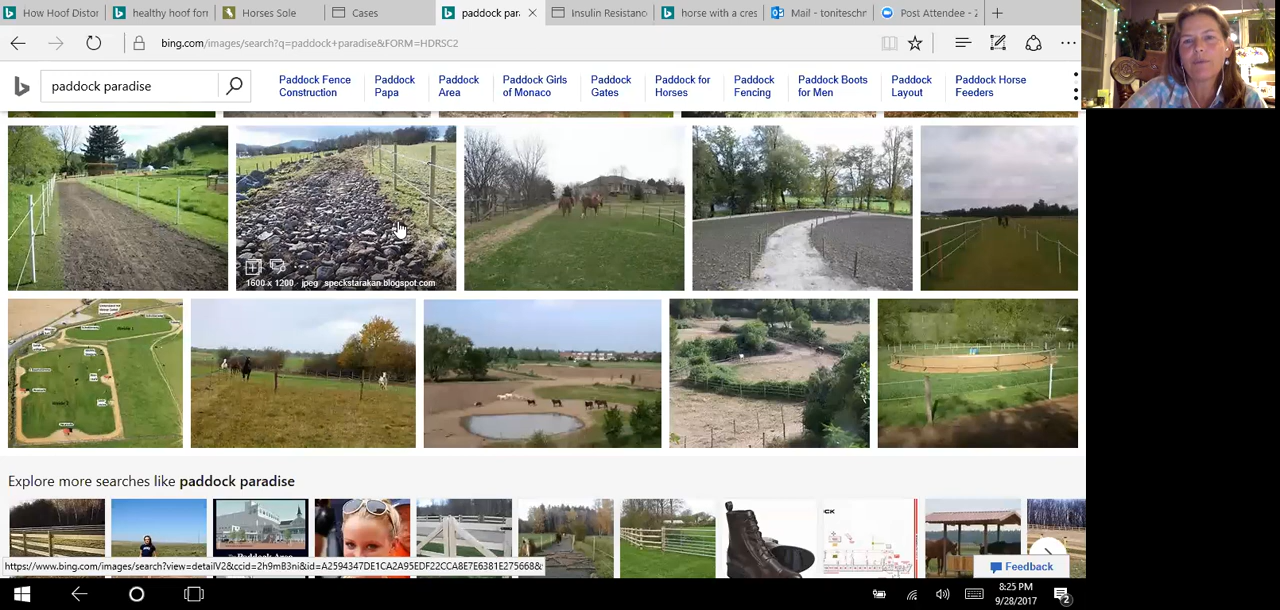 How Hoof Distor
healthy hoof forn
Horses Sole
Cases
paddock par
Insulin Resistanc
horse with a cres
Mail - toniteschr
Post Attendee - Z
bing.com/images/search?q=paddock+paradise&FORM=HDRSC2
paddock paradise
Paddock Fence Construction
Paddock Papa
Paddock Area
Paddock Girls of Monaco
Paddock Gates
Paddock for Horses
Paddock Fencing
Paddock Boots for Men
Paddock Layout
Paddock Horse Feeders
1600 x 1200 · jpeg · speckstarakan.blogspot.com
Explore more searches like paddock paradise
https://www.bing.com/images/search?view=detailV2&ccid=2h9mB3ni&id=A2594347DE1CA2A95EDF22CCA8E7E6381E275668&
Feedback
8:25 PM
9/28/2017
2